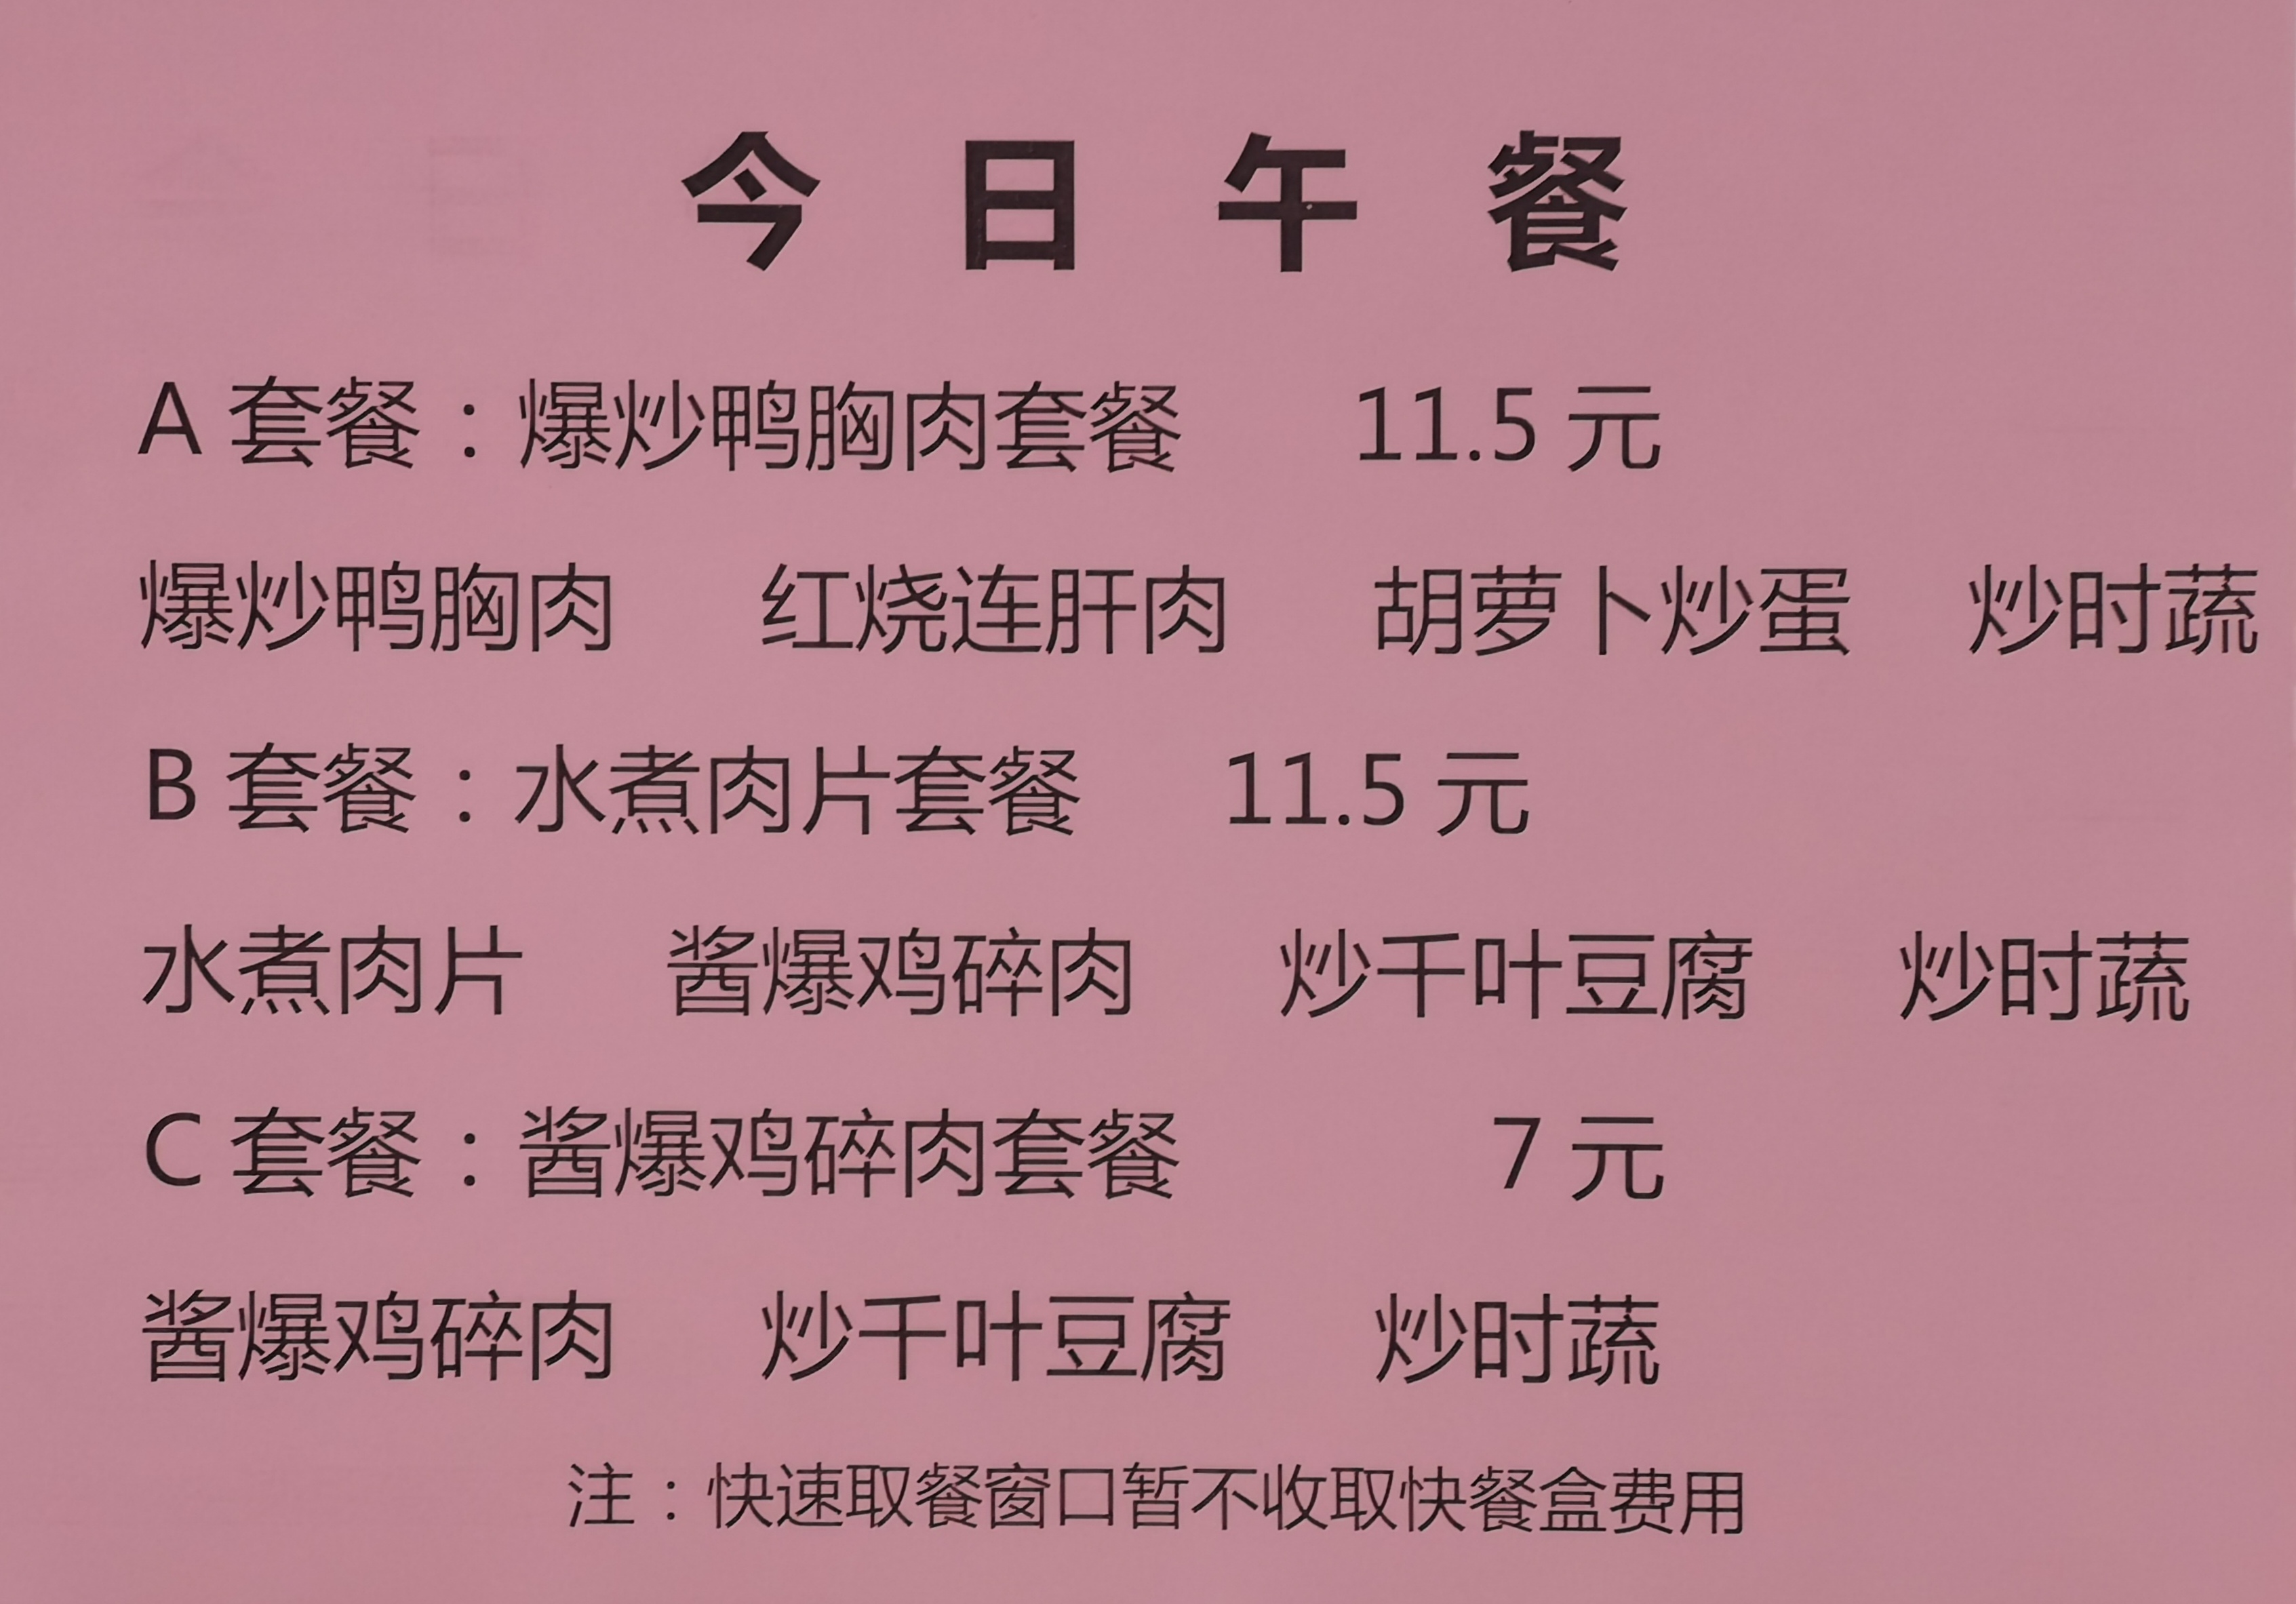 今日午餐
A 套餐：爆炒鸭胸肉套餐 11.5 元
爆炒鸭胸肉 红烧连肝肉 胡萝卜炒蛋 炒时蔬
B 套餐：水煮肉片套餐 11.5 元
水煮肉片 酱爆鸡碎肉 炒千叶豆腐 炒时蔬
C 套餐：酱爆鸡碎肉套餐 7 元
酱爆鸡碎肉 炒千叶豆腐 炒时蔬
注：快速取餐窗口暂不收取快餐盒费用